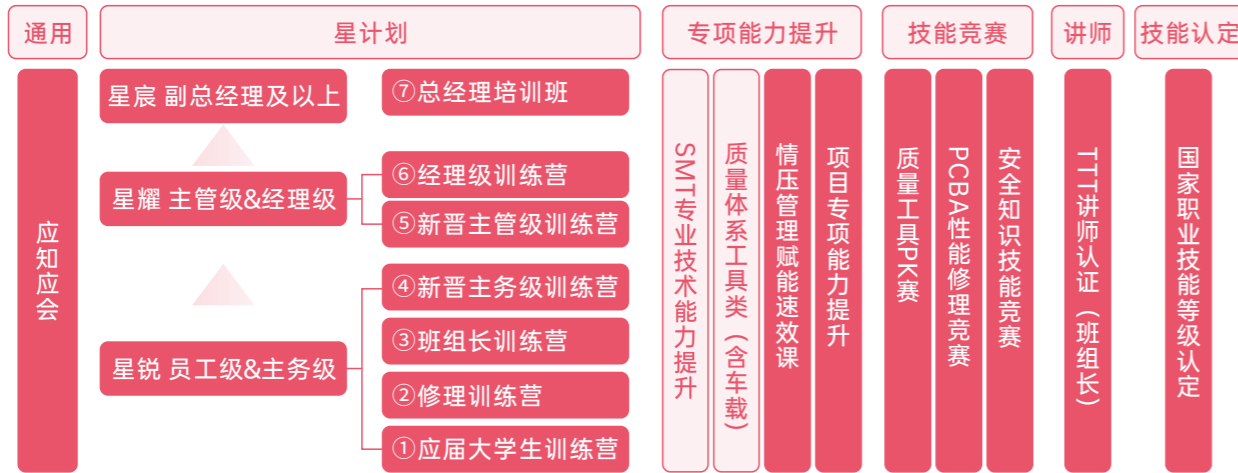 通用
星计划
专项能力提升
技能竞赛
讲师
技能认定
应知应会
星宸 副总经理及以上
⑦总经理培训班
星耀 主管级&经理级
⑥经理级训练营
⑤新晋主管级训练营
星锐 员工级&主务级
④新晋主务级训练营
③班组长训练营
②修理训练营
①应届大学生训练营
SMT专业技术能力提升
质量体系工具类（含车载）
情压管理赋能速效课
项目专项能力提升
质量工具PK赛
PCBA性能修理竞赛
安全知识技能竞赛
TTT讲师认证（班组长）
国家职业技能等级认定